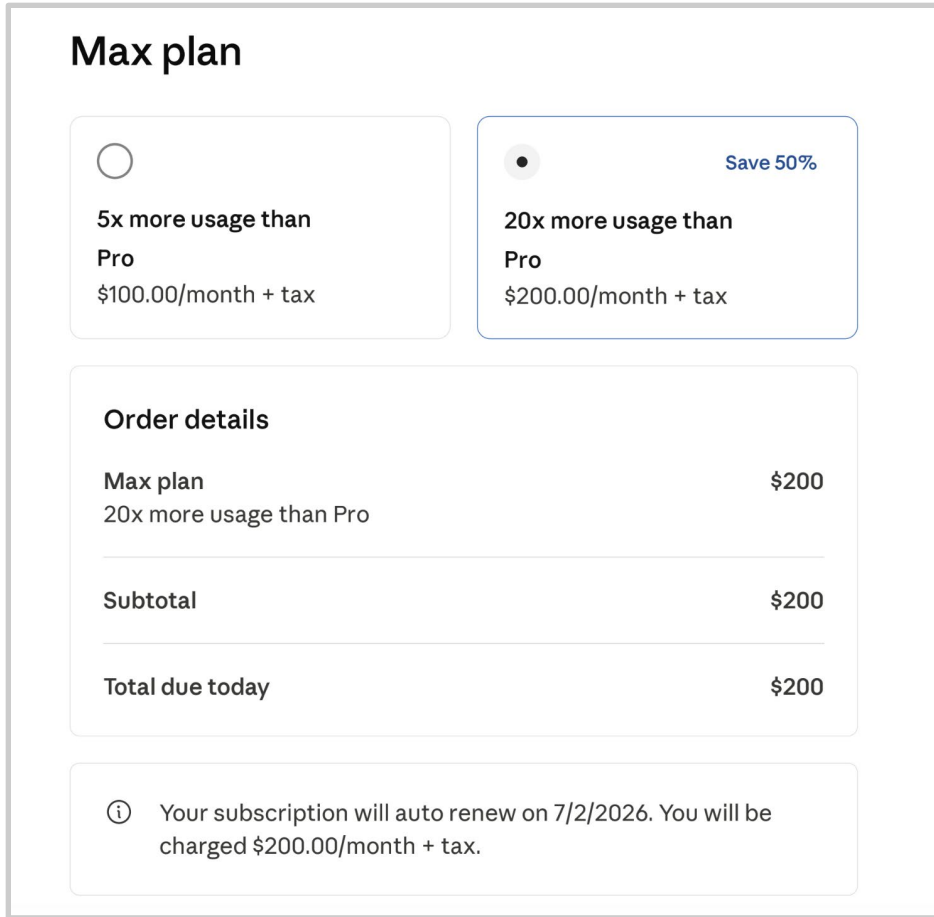 Max plan
Save 50%
5x more usage than
Pro
$100.00/month + tax
20x more usage than
Pro
$200.00/month + tax
Order details
Max plan $200
20x more usage than Pro
Subtotal $200
Total due today $200
Your subscription will auto renew on 7/2/2026. You will be
charged $200.00/month + tax.